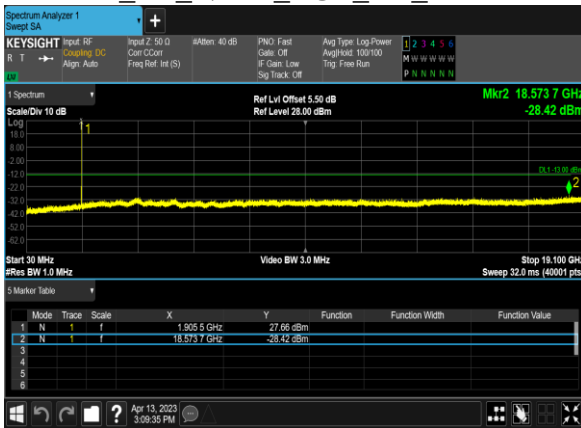 Spectrum Analyzer 1
Swept SA
+
KEYSIGHT Input: RF Input Z: 50 Ω #Atten: 40 dB PNO: Fast Avg Type: Log-Power 1 2 3 4 5 6
R T Coupling: DC Corr CCorr Gate: Off Avg|Hold: 100/100 M W W W W W
Align: Auto Freq Ref: Int (S) IF Gain: Low Trig: Free Run
LV Sig Track: Off P N N N N N
1 Spectrum Ref Lvl Offset 5.50 dB Mkr2 18.573 7 GHz
Scale/Div 10 dB Ref Level 28.00 dBm -28.42 dBm
Log
18.0 1
8.00
-2.00
-12.0 DL1 -13.00 dBm
-22.0 2
-32.0
-42.0
-52.0
-62.0
Start 30 MHz Video BW 3.0 MHz Stop 19.100 GHz
#Res BW 1.0 MHz Sweep 32.0 ms (40001 pts
5 Marker Table
Mode Trace Scale X Y Function Function Width Function Value
1 N 1 f 1.905 5 GHz 27.66 dBm
2 N 1 f 18.573 7 GHz -28.42 dBm
3
4
5
6
? Apr 13, 2023
3:09:35 PM